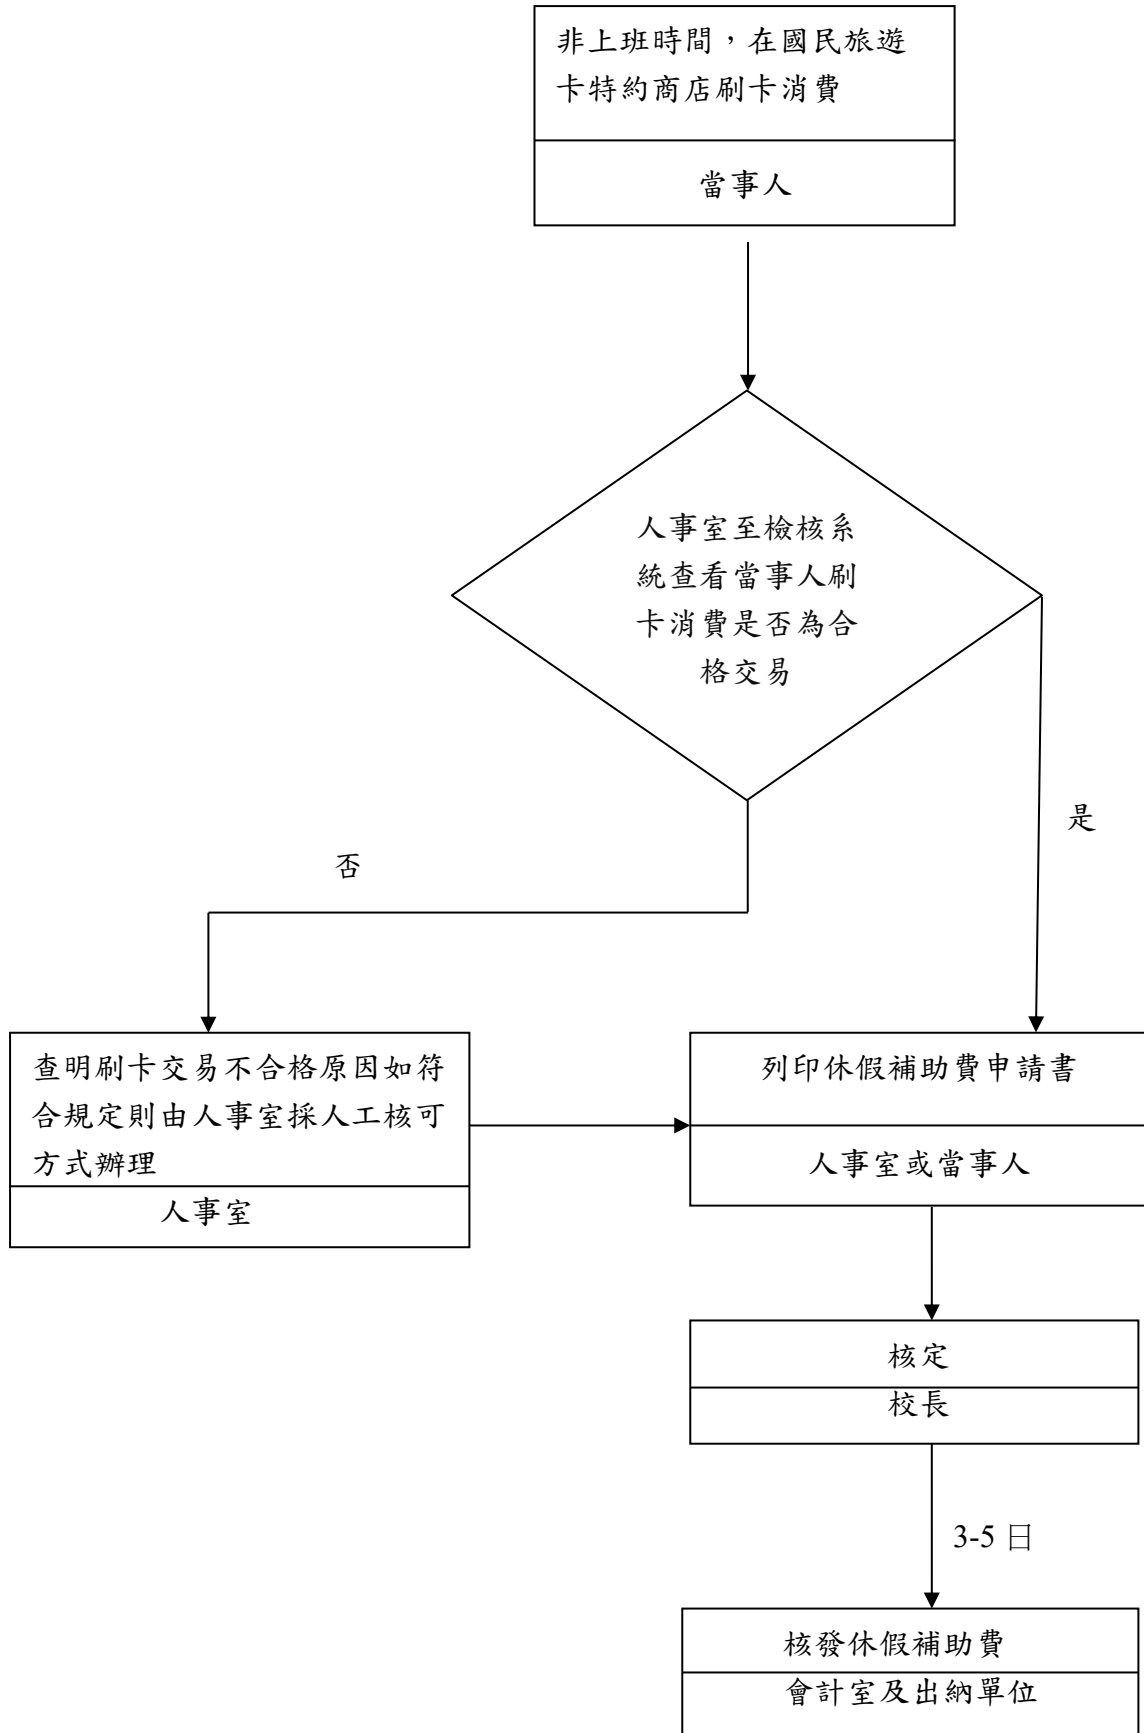 非上班時間，在國民旅遊
卡特約商店刷卡消費
當事人
人事室至檢核系
統查看當事人刷
卡消費是否為合
格交易
是
否
查明刷卡交易不合格原因如符
合規定則由人事室採人工核可
方式辦理
人事室
列印休假補助費申請書
人事室或當事人
核定
校長
3-5 日
核發休假補助費
會計室及出納單位